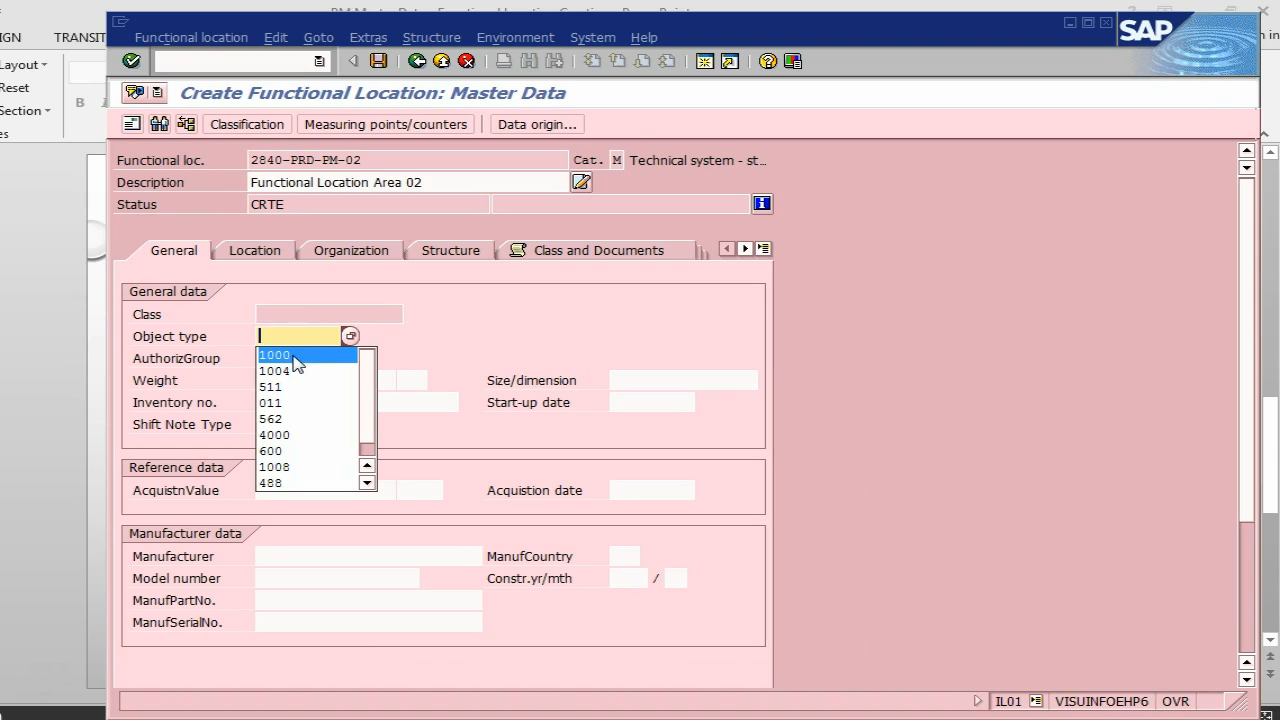 IGN TRANSIT
Functional location Edit Goto Extras Structure Environment System Help
SAP
Layout
Reset
Section
B
Create Functional Location: Master Data
Classification Measuring points/counters Data origin...
Functional loc. 2840-PRD-PM-02 Cat. M Technical system - st...
Description Functional Location Area 02
Status CRTE
General Location Organization Structure Class and Documents
General data
Class
Object type
AuthorizGroup
Weight Size/dimension
Inventory no. Start-up date
Shift Note Type
1000
1004
511
011
562
4000
600
1008
488
Reference data
AcquistnValue Acquistion date
Manufacturer data
Manufacturer ManufCountry
Model number Constr.yr/mth /
ManufPartNo.
ManufSerialNo.
IL01 VISUINFOEHP6 OVR